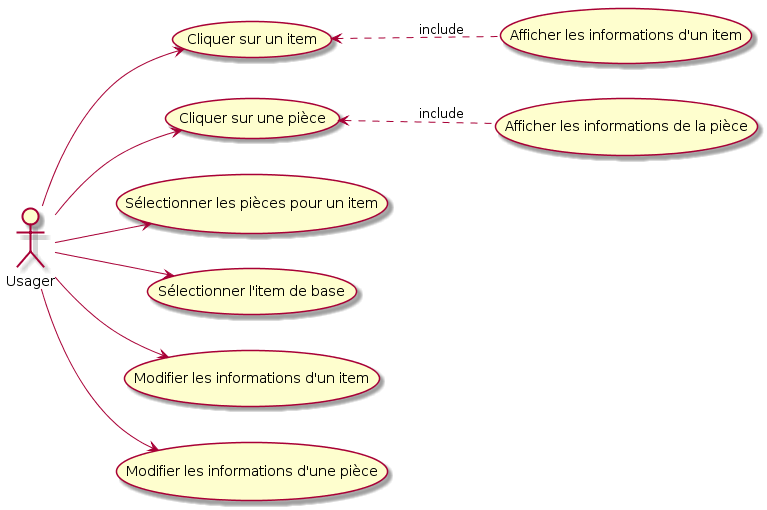 Cliquer sur un item
include
Afficher les informations d'un item
Cliquer sur une pièce
include
Afficher les informations de la pièce
Sélectionner les pièces pour un item
Usager
Sélectionner l'item de base
Modifier les informations d'un item
Modifier les informations d'une pièce